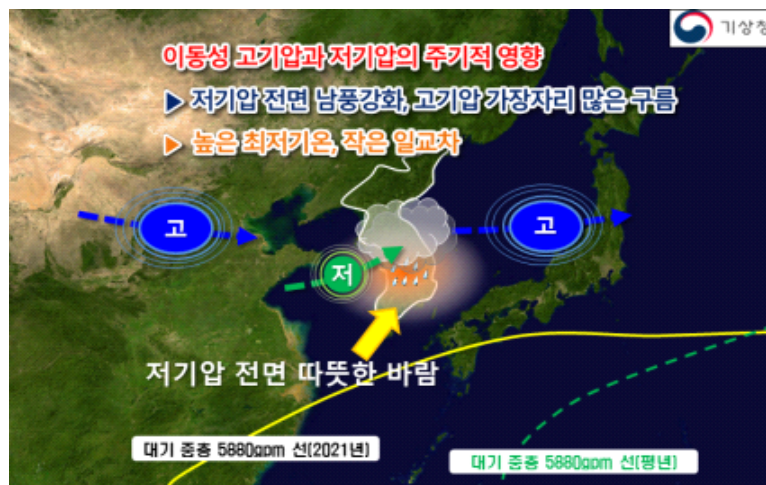 기상청
이동성 고기압과 저기압의 주기적 영향
▶ 저기압 전면 남풍강화, 고기압 가장자리 많은 구름
▶ 높은 최저기온, 작은 일교차
고
고
저
저기압 전면 따뜻한 바람
대기 중층 5880gpm 선(2021년)
대기 중층 5880gpm 선(평년)